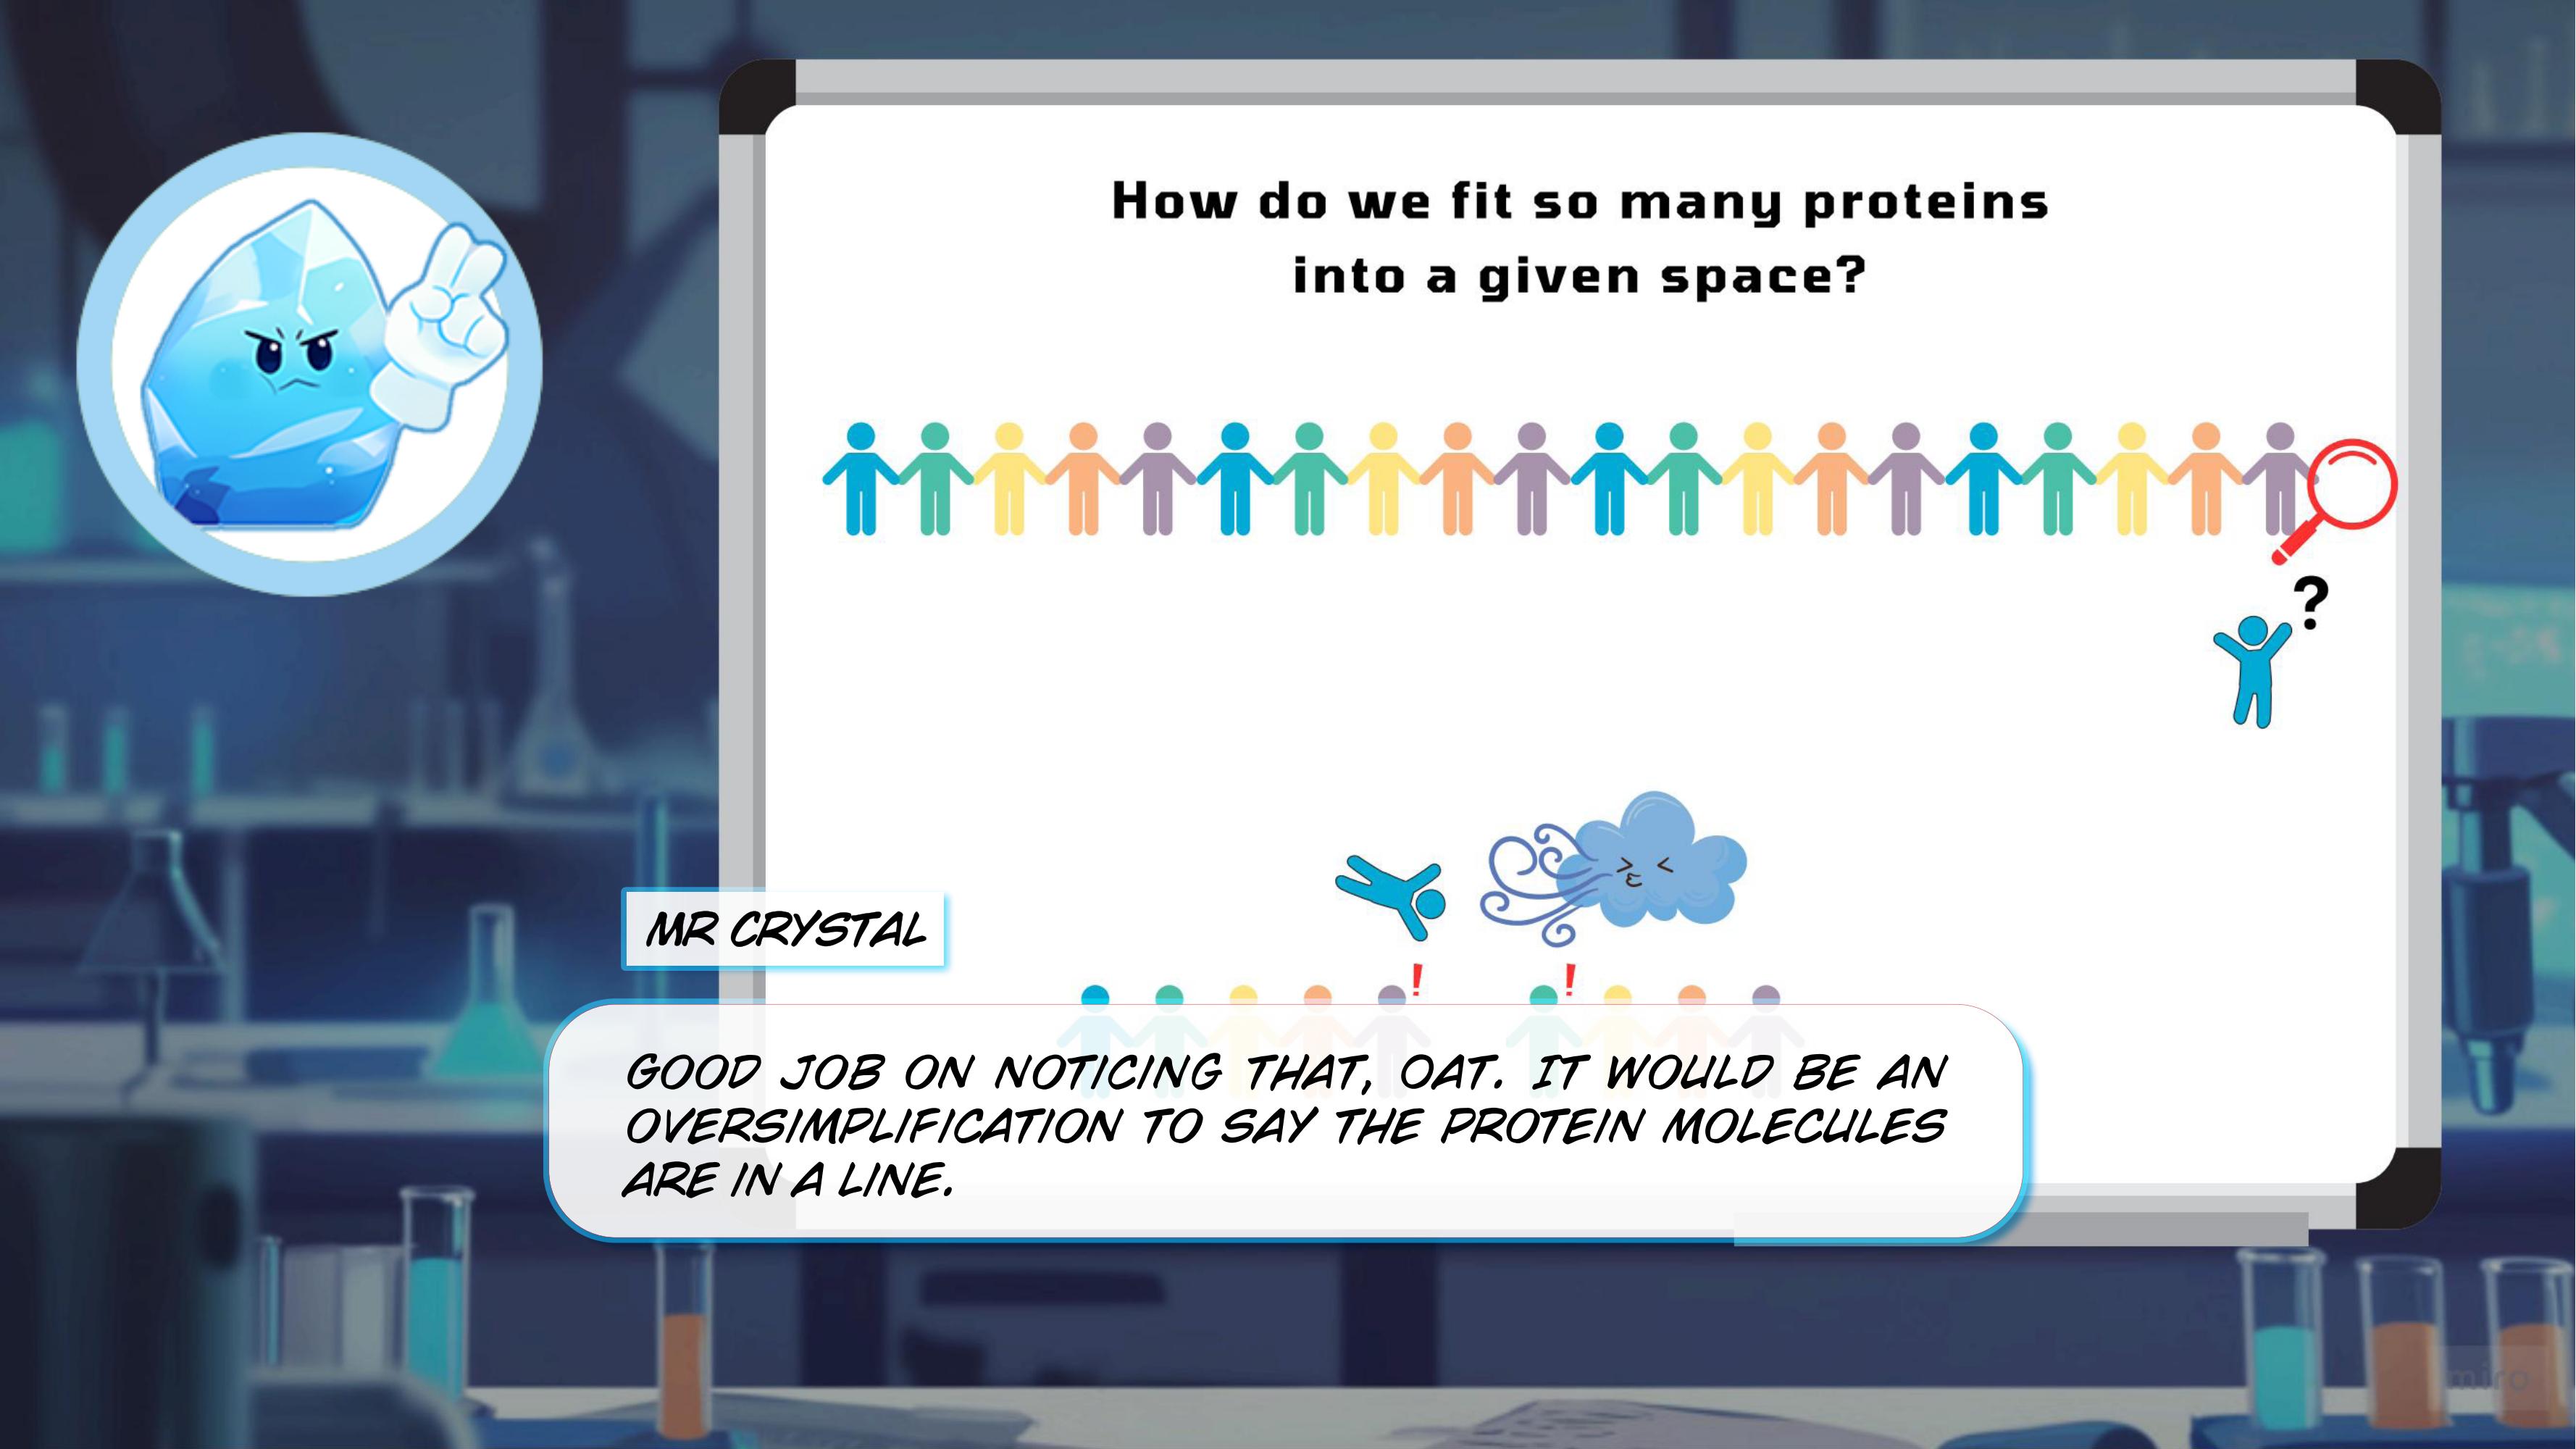 How do we fit so many proteins
into a given space?
?
! !
MR CRYSTAL
GOOD JOB ON NOTICING THAT, OAT. IT WOULD BE AN
OVERSIMPLIFICATION TO SAY THE PROTEIN MOLECULES
ARE IN A LINE.
miro